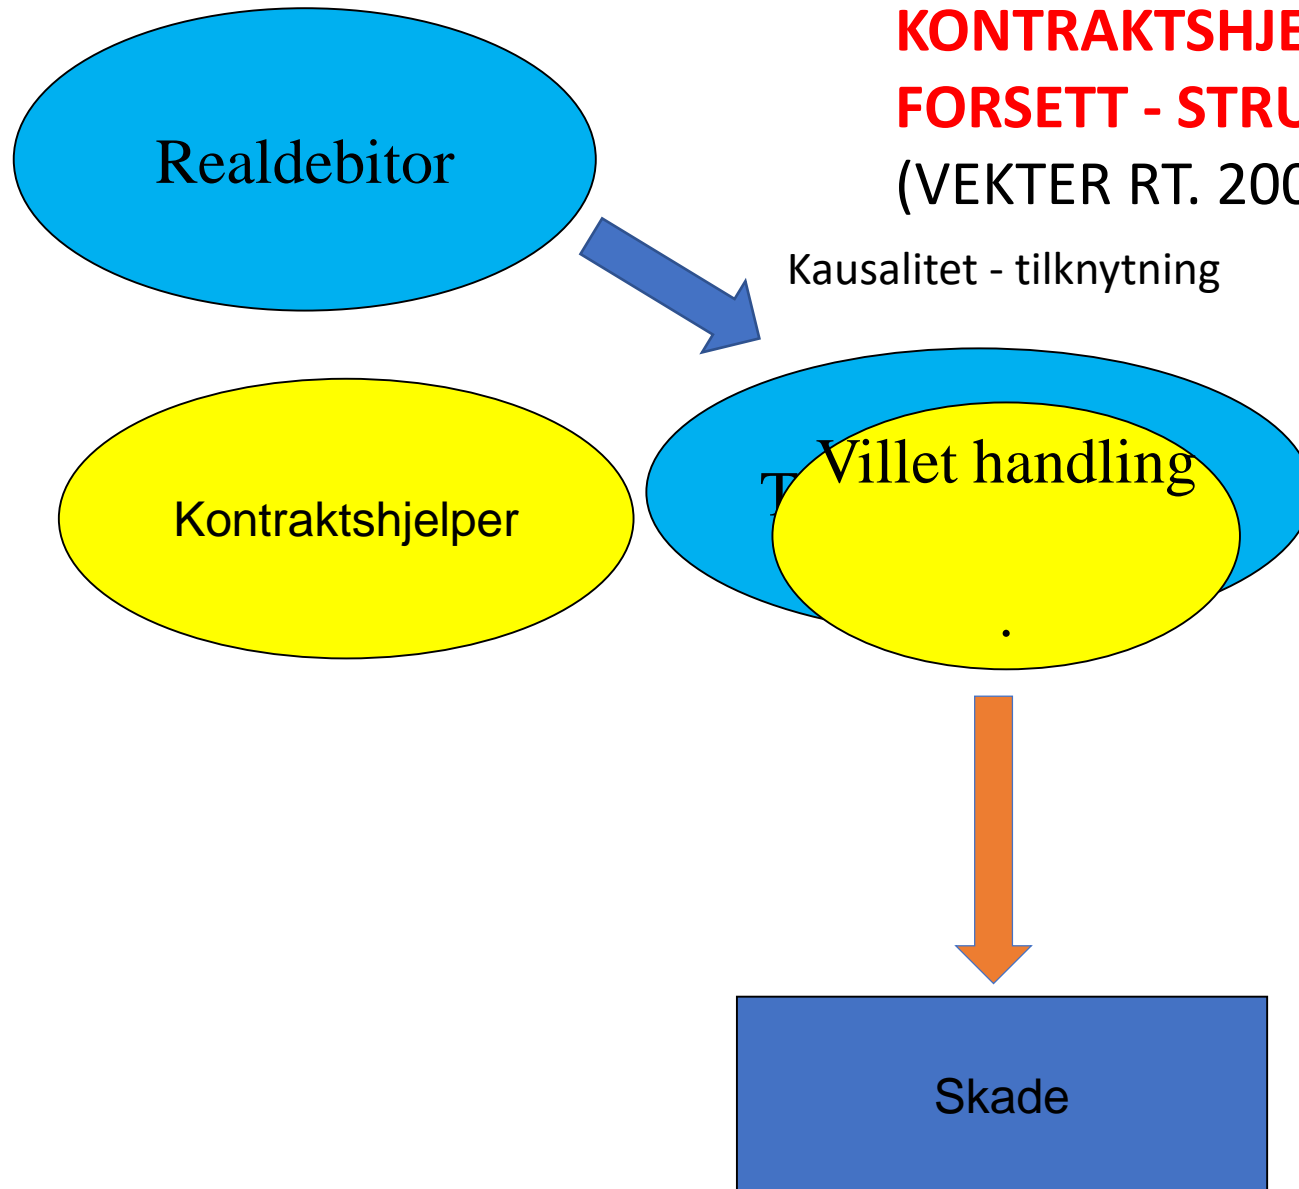 KONTRAKTSHJE
FORSETT - STRU
(VEKTER RT. 200
Realdebitor
Kausalitet - tilknytning
Villet handling
T
Kontraktshjelper
.
Skade